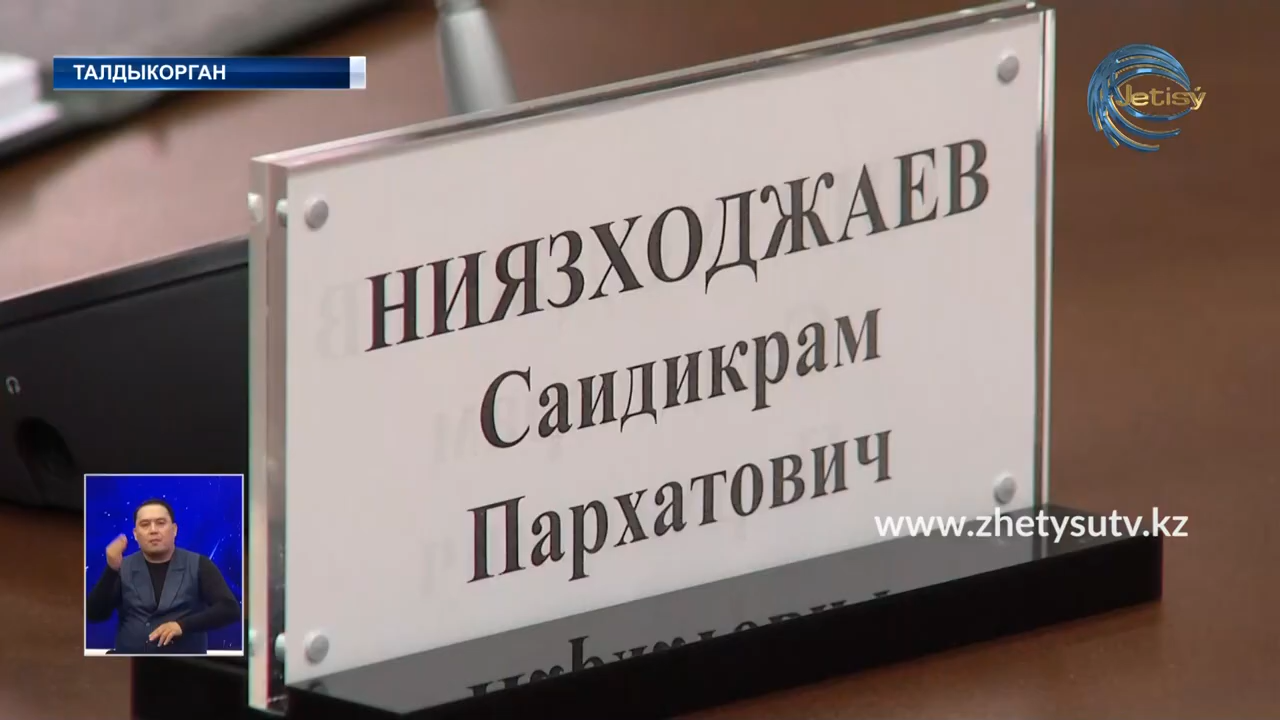 ТАЛДЫКОРГАН
Jetisý
НИЯЗХОДЖАЕВ
Саидикрам
Пархатович
www.zhetysutv.kz